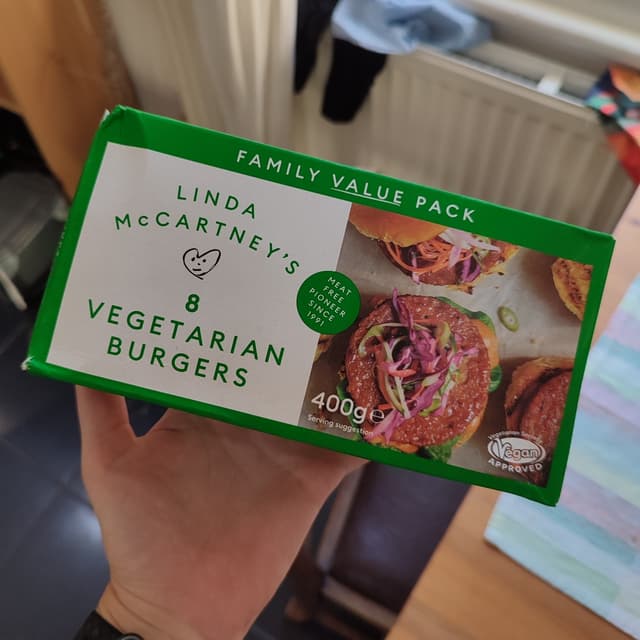 FAMILY VALUE PACK
LINDA
McCARTNEY'S
8
VEGETARIAN
BURGERS
MEAT
FREE
PIONEER
SINCE
1991
400g e
Serving suggestion
Vegan
APPROVED